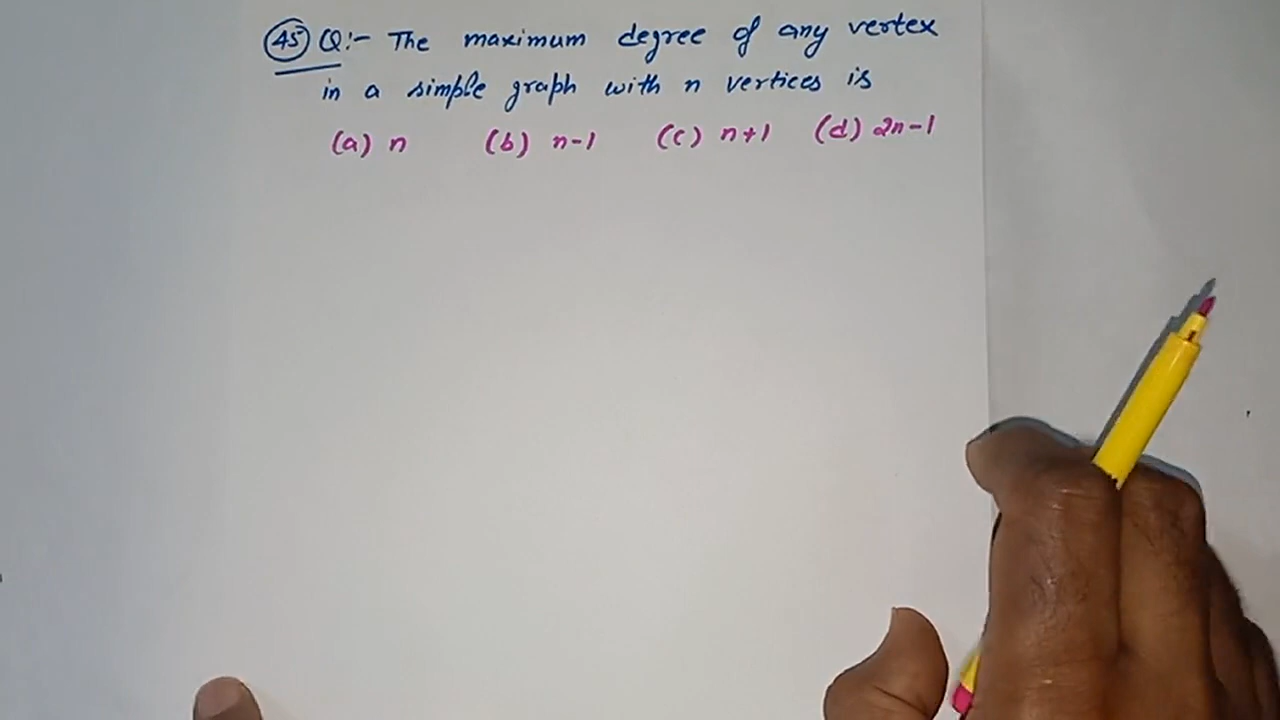 45 Q:- The maximum degree of any vertex
in a simple graph with n vertices is
(a) n (b) n-1 (c) n+1 (d) 2n-1